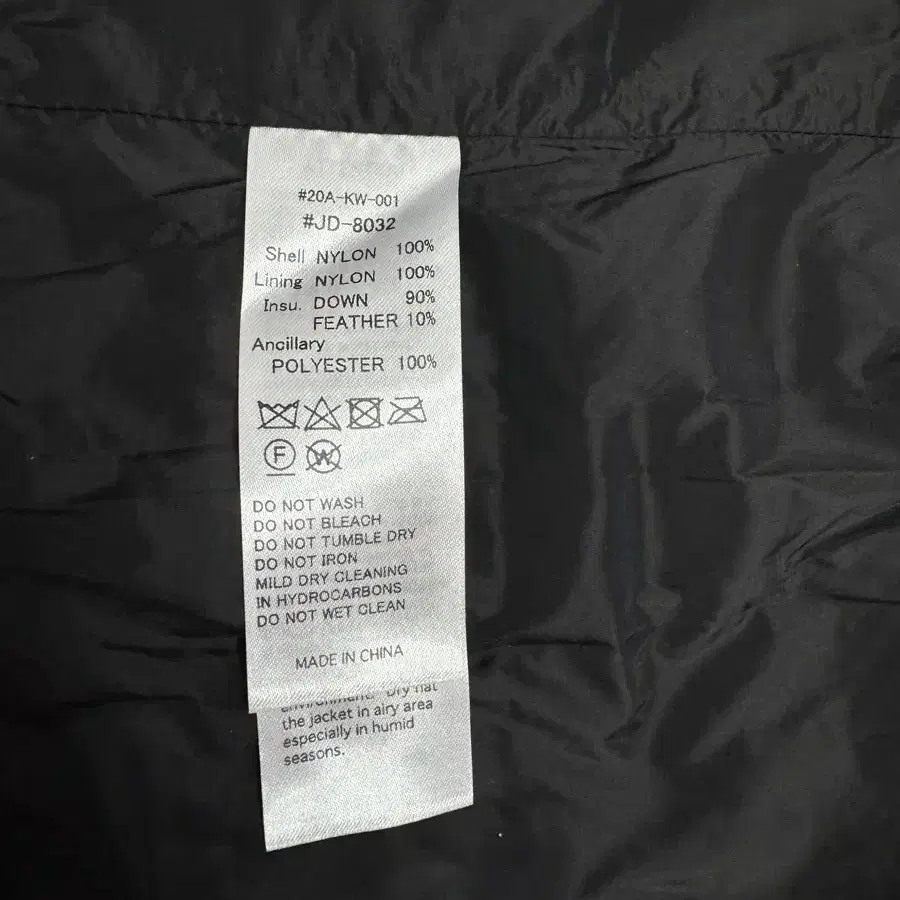 #20A-KW-001
#JD-8032
Shell NYLON 100%
Lining NYLON 100%
Insu. DOWN 90%
FEATHER 10%
Ancillary
POLYESTER 100%
F W
DO NOT WASH
DO NOT BLEACH
DO NOT TUMBLE DRY
DO NOT IRON
MILD DRY CLEANING
IN HYDROCARBONS
DO NOT WET CLEAN
MADE IN CHINA
the jacket in airy area
especially in humid
seasons.